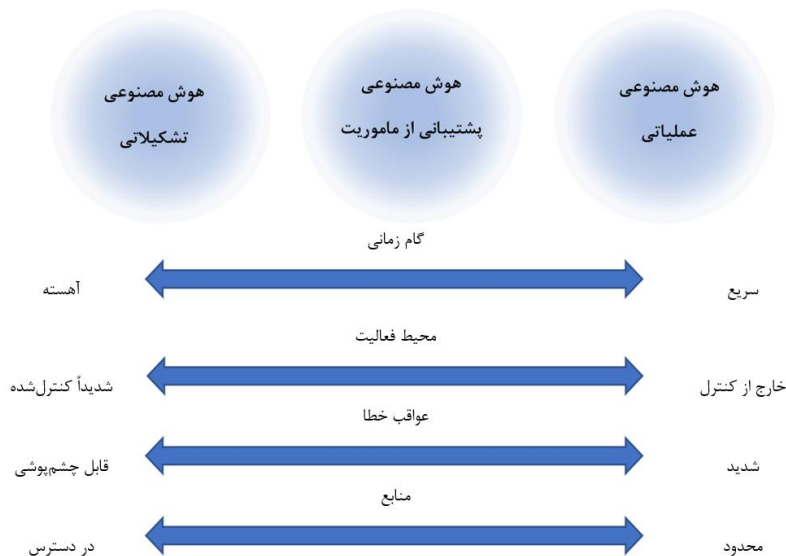 هوش مصنوعی
عملیاتی
هوش مصنوعی
پشتیبانی از ماموریت
هوش مصنوعی
تشکیلاتی
گام زمانی
سریع
آهسته
محیط فعالیت
خارج از کنترل
شدیداً کنترل‌شده
عواقب خطا
شدید
قابل چشم‌پوشی
منابع
محدود
در دسترس